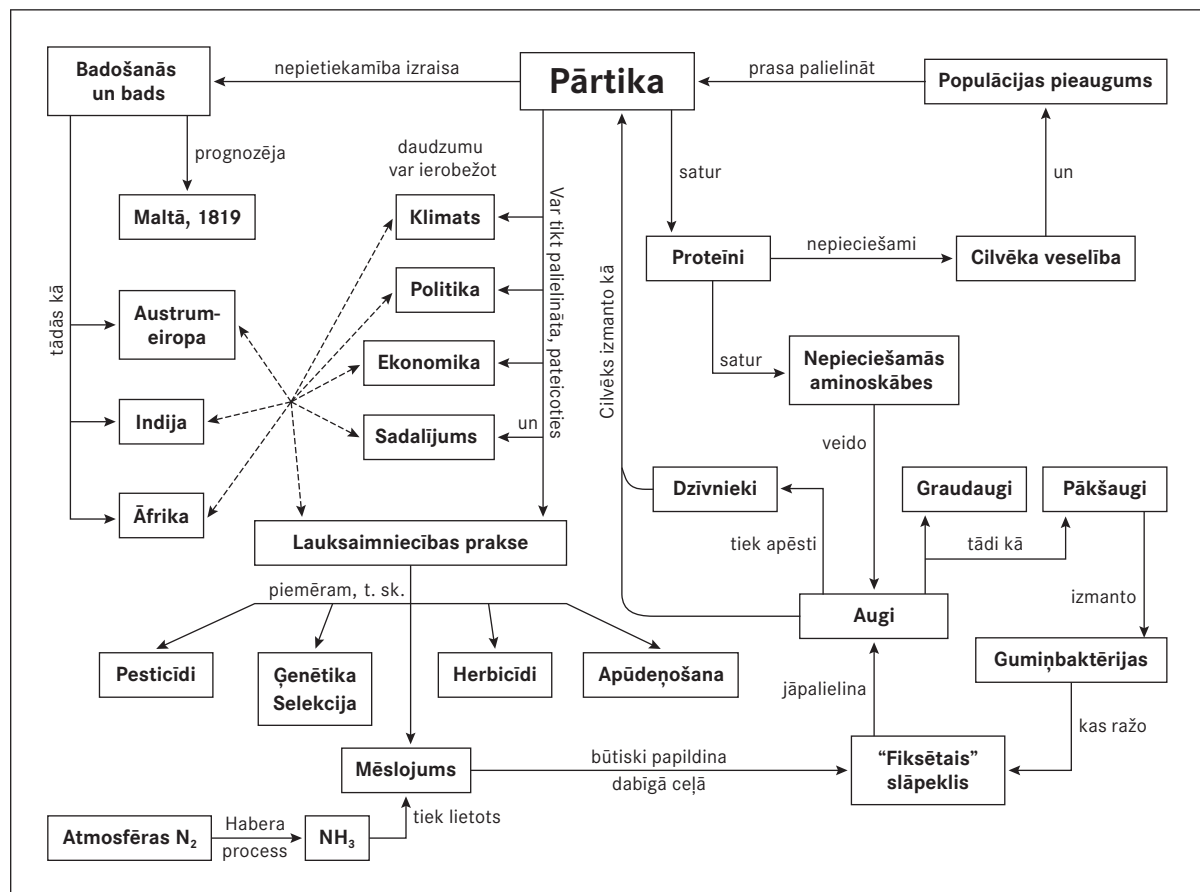 Badošanās
un bads
nepietiekamība izraisa
Pārtika
prasa palielināt
Populācijas pieaugums
prognozēja
daudzumu
var ierobežot
satur
un
Maltā, 1819
Klimats
Var tikt palielināta, pateicoties
Proteīni
nepieciešami
Cilvēka veselība
tādās kā
Austrum-
eiropa
Politika
Cilvēks izmanto kā
satur
Nepieciešamās
aminoskābes
Ekonomika
Indija
Sadalījums
un
veido
Dzīvnieki
Graudaugi
Pākšaugi
Āfrika
Lauksaimniecības prakse
tiek apēsti
tādi kā
piemēram, t. sk.
Augi
izmanto
Pesticīdi
Ģenētika
Selekcija
Herbicīdi
Apūdeņošana
jāpalielina
Gumiņbaktērijas
kas ražo
Mēslojums
būtiski papildina
dabīgā ceļā
“Fiksētais”
slāpeklis
Atmosfēras N₂
Habera
process
NH₃
tiek lietots